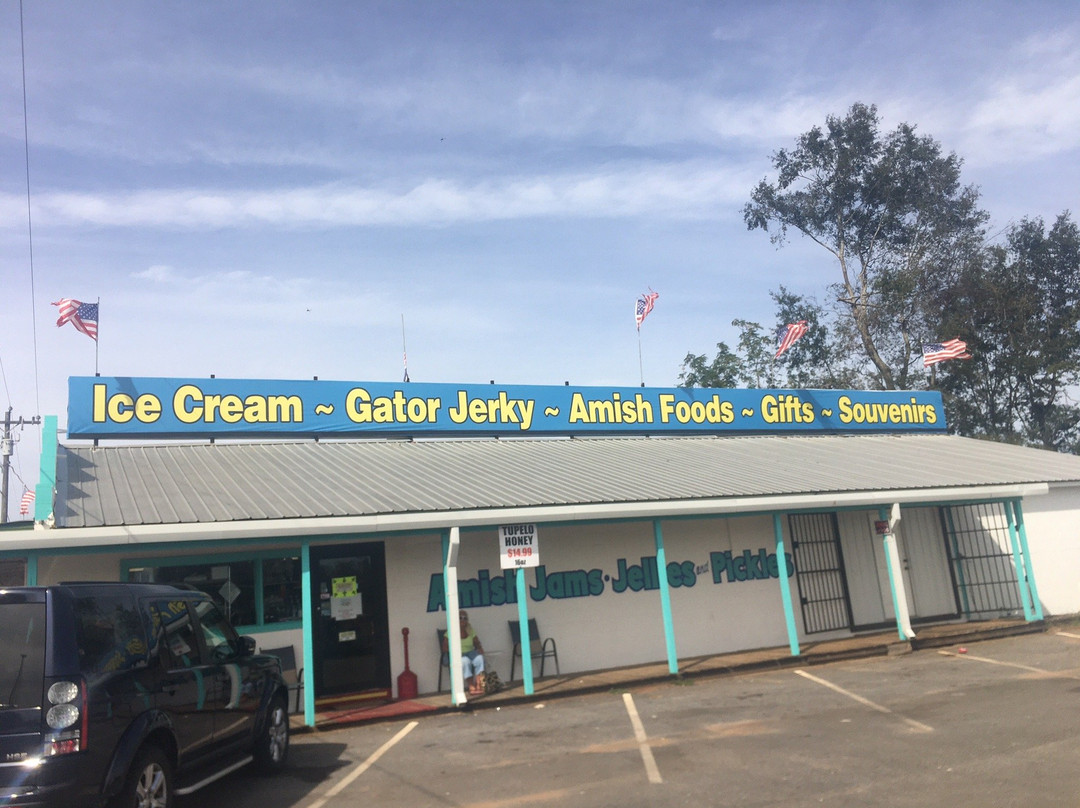 Ice Cream ~ Gator Jerky ~ Amish Foods ~ Gifts ~ Souvenirs
TUPELO
HONEY
$14.99
16oz
Amish Jams · Jellies and Pickles